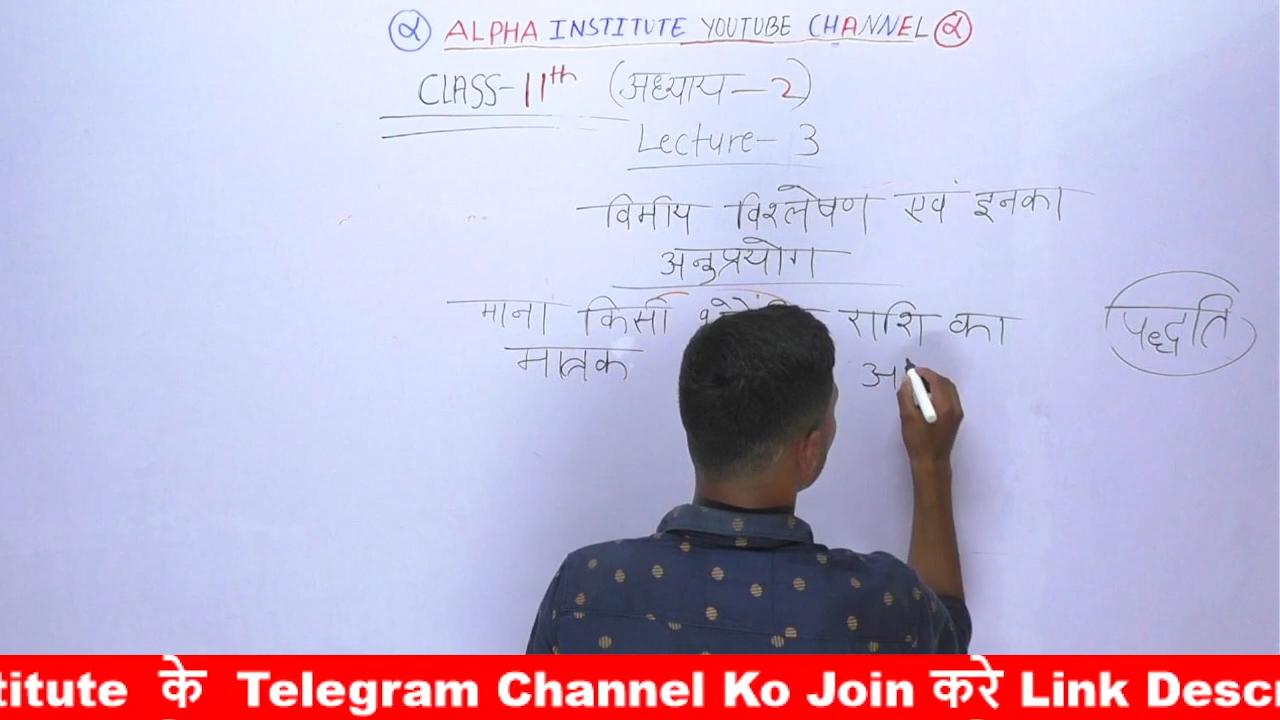 α ALPHA INSTITUTE YOUTUBE CHANNEL α
CLASS-11th (अध्याय-2)
Lecture-3
विमीय विश्लेषण एवं इनका
अनुप्रयोग
माना किसी राशि का
मात्रक
पद्धति
titute के Telegram Channel Ko Join करे Link Descr